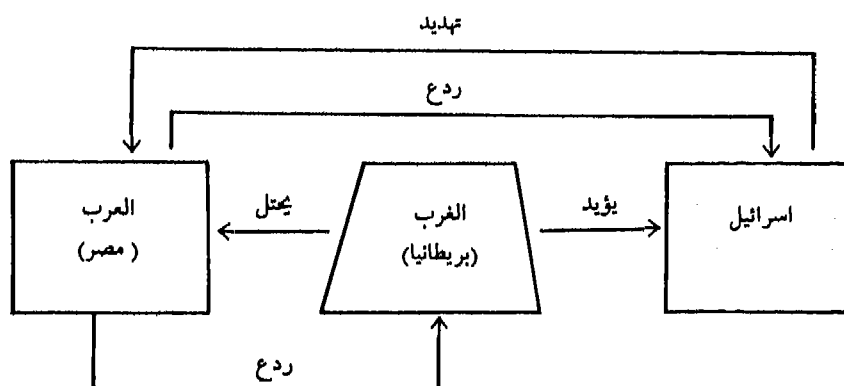 تهديد
ردع
اسرائيل
يؤيد
الغرب
(بريطانيا)
يحتل
العرب
(مصر)
ردع